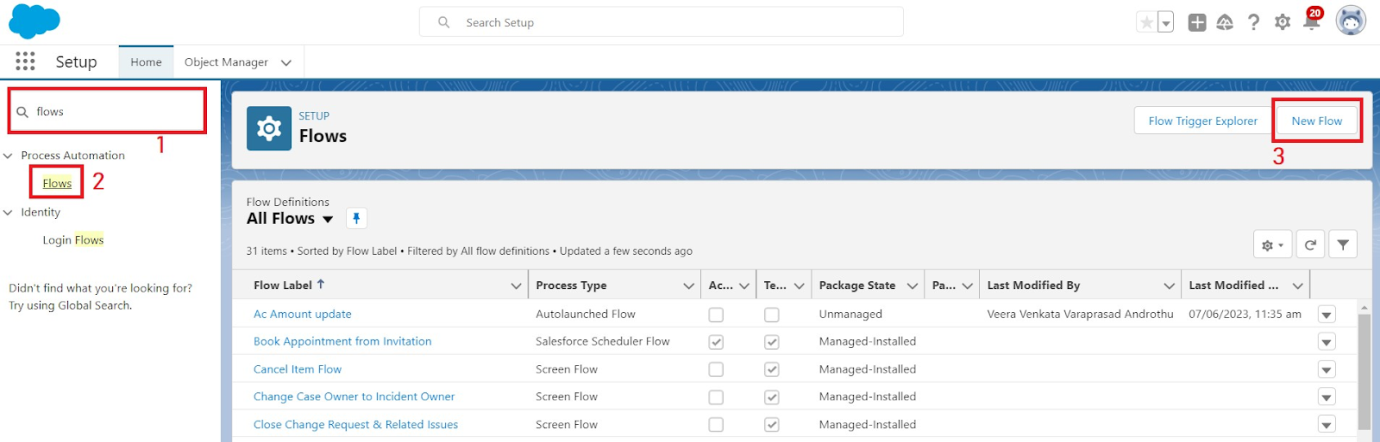 Search Setup
20
Setup
Home
Object Manager
flows
1
Process Automation
Flows
2
Identity
Login Flows
Didn't find what you're looking for?
Try using Global Search.
SETUP
Flows
Flow Trigger Explorer
New Flow
3
Flow Definitions
All Flows
31 items • Sorted by Flow Label • Filtered by All flow definitions • Updated a few seconds ago
Flow Label ↑ Process Type Ac... Te... Package State Pa... Last Modified By Last Modified ...
Ac Amount update Autolaunched Flow Unmanaged Veera Venkata Varaprasad Androthu 07/06/2023, 11:35 am
Book Appointment from Invitation Salesforce Scheduler Flow Managed-Installed
Cancel Item Flow Screen Flow Managed-Installed
Change Case Owner to Incident Owner Screen Flow Managed-Installed
Close Change Request & Related Issues Screen Flow Managed-Installed